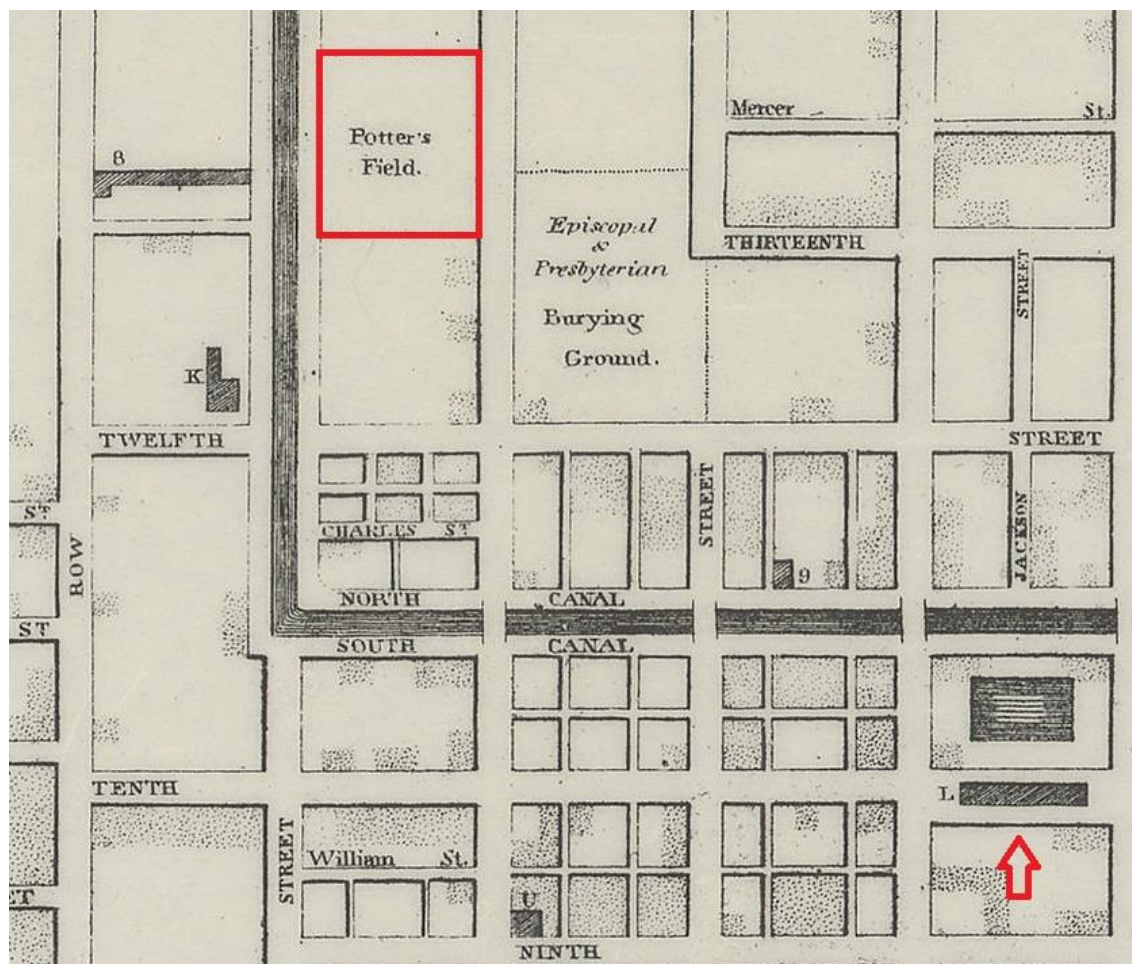 Mercer St.
8
Potter's
Field.
Episcopal
&
Presbyterian
Burying
Ground.
THIRTEENTH
STREET
K
TWELFTH
STREET
ST
ROW
CHARLES ST
STREET
JACKSON
9
NORTH CANAL
ST
SOUTH CANAL
TENTH
L
STREET
William St.
U
ET
NINTH